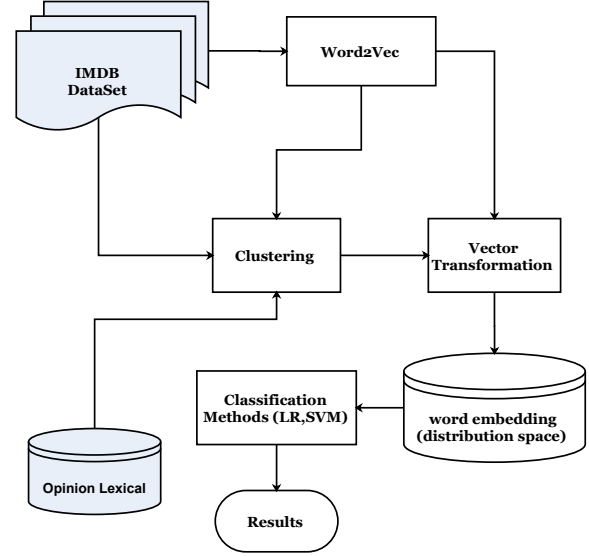 IMDB
DataSet
Word2Vec
Clustering
Vector
Transformation
Classification
Methods (LR,SVM)
word embedding
(distribution space)
Opinion Lexical
Results